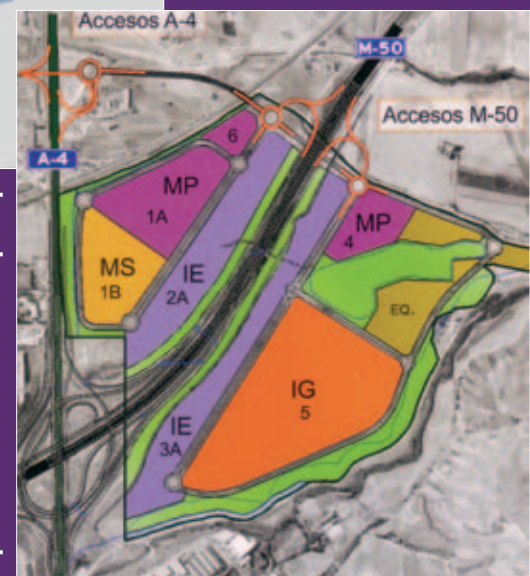 Accesos A-4
M-50
Accesos M-50
A-4
6
MP
1A
MP
4
MS
1B
IE
2A
EQ.
IG
5
IE
3A